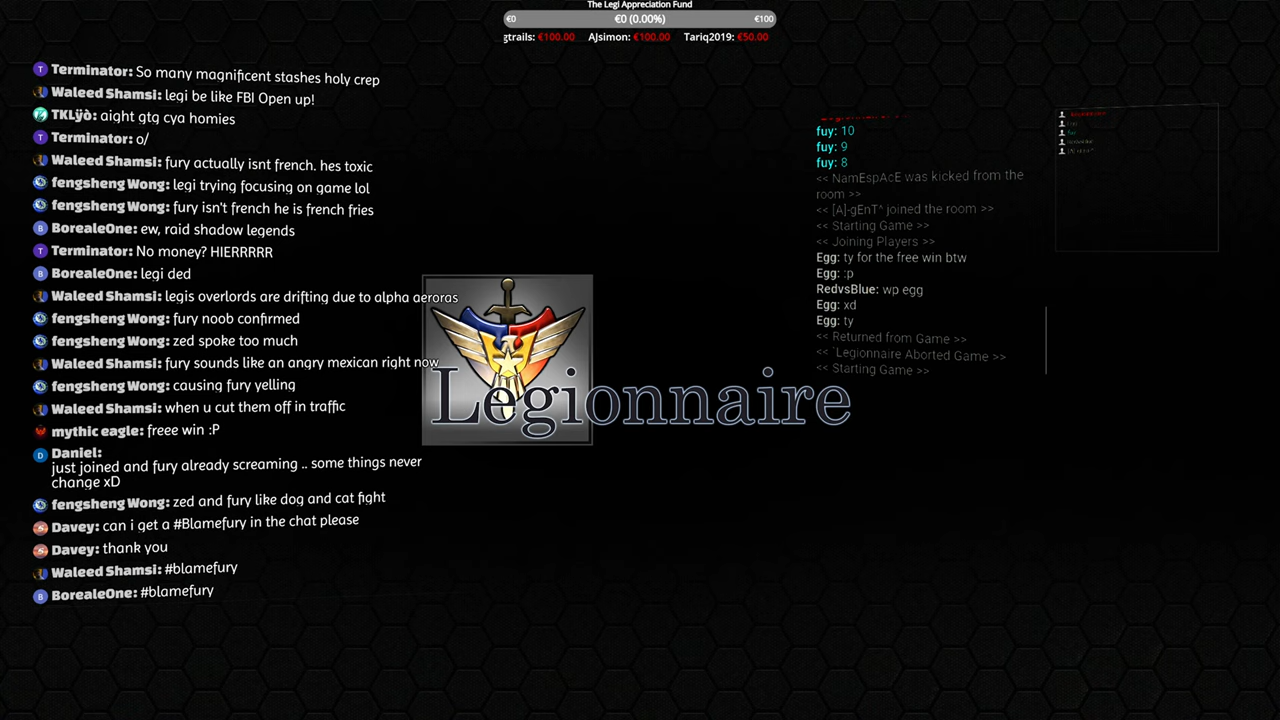 The Legi Appreciation Fund
€0 €0 (0.00%) €100
gtrails: €100.00 AJsimon: €100.00 Tariq2019: €50.00
Terminator: So many magnificent stashes holy crep
Waleed Shamsi: legi be like FBI Open up!
TKLÿò: aight gtg cya homies
Terminator: o/
Waleed Shamsi: fury actually isnt french. hes toxic
fengsheng Wong: legi trying focusing on game lol
fengsheng Wong: fury isn't french he is french fries
BorealeOne: ew, raid shadow legends
Terminator: No money? HIERRRRR
BorealeOne: legi ded
Waleed Shamsi: legis overlords are drifting due to alpha aeroras
fengsheng Wong: fury noob confirmed
fengsheng Wong: zed spoke too much
Waleed Shamsi: fury sounds like an angry mexican right now
fengsheng Wong: causing fury yelling
Waleed Shamsi: when u cut them off in traffic
mythic eagle: freee win :P
Daniel:
just joined and fury already screaming .. some things never
change xD
fengsheng Wong: zed and fury like dog and cat fight
Davey: can i get a #Blamefury in the chat please
Davey: thank you
Waleed Shamsi: #blamefury
BorealeOne: #blamefury
Legionnaire
fuy: 10
fuy: 9
fuy: 8
<< NamEspAcE was kicked from the
room >>
<< [A]-gEnT^ joined the room >>
<< Starting Game >>
<< Joining Players >>
Egg: ty for the free win btw
Egg: :p
RedvsBlue: wp egg
Egg: xd
Egg: ty
<< Returned from Game >>
<< `Legionnaire Aborted Game >>
<< Starting Game >>